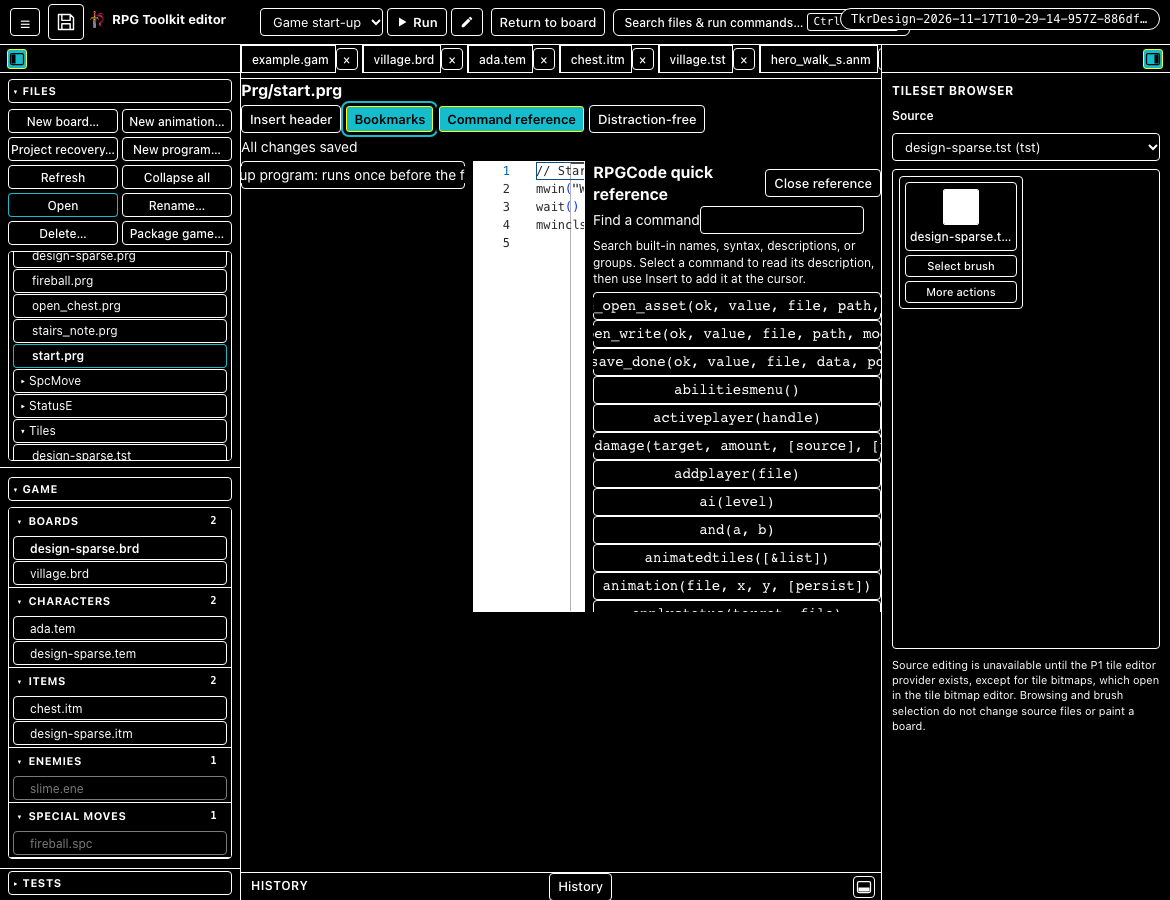 RPG Toolkit editor
Game start-up
Run
Return to board
Search files & run commands...
Ctrl
TkrDesign-2026-11-17T10-29-14-957Z-886df…
FILES
New board...
New animation...
Project recovery...
New program...
Refresh
Collapse all
Open
Rename...
Delete...
Package game...
design-sparse.prg
fireball.prg
open_chest.prg
stairs_note.prg
start.prg
SpcMove
StatusE
Tiles
design-sparse.tst
GAME
BOARDS 2
design-sparse.brd
village.brd
CHARACTERS 2
ada.tem
design-sparse.tem
ITEMS 2
chest.itm
design-sparse.itm
ENEMIES 1
slime.ene
SPECIAL MOVES 1
fireball.spc
TESTS
example.gam x
village.brd x
ada.tem x
chest.itm x
village.tst x
hero_walk_s.anm
Prg/start.prg
Insert header
Bookmarks
Command reference
Distraction-free
All changes saved
up program: runs once before the f
1 // Star
2 mwin("W
3 wait()
4 mwincls
5
RPGCode quick
reference
Close reference
Find a command
Search built-in names, syntax, descriptions, or
groups. Select a command to read its description,
then use Insert to add it at the cursor.
_open_asset(ok, value, file, path,
en_write(ok, value, file, path, mo
save_done(ok, value, file, data, po
abilitiesmenu()
activeplayer(handle)
damage(target, amount, [source], [
addplayer(file)
ai(level)
and(a, b)
animatedtiles([&list])
animation(file, x, y, [persist])
HISTORY
History
TILESET BROWSER
Source
design-sparse.tst (tst)
design-sparse.t...
Select brush
More actions
Source editing is unavailable until the P1 tile editor
provider exists, except for tile bitmaps, which open
in the tile bitmap editor. Browsing and brush
selection do not change source files or paint a
board.